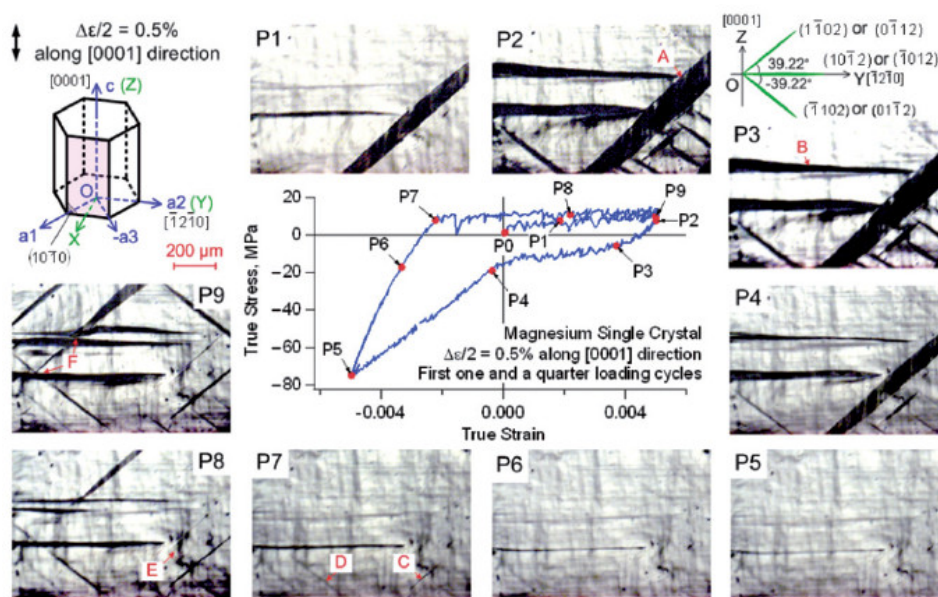 Δε/2 = 0.5%
along [0001] direction
[0001]
c (Z)
O
a2 (Y)
[1̄21̄0]
a1
X
-a3
(101̄0)
200 μm
P1
P2
A
[0001]
Z
(11̄02) or (01̄12)
39.22°
(101̄2) or (1̄012)
O
Y[1̄21̄0]
-39.22°
(1̄102) or (011̄2)
P3
B
P9
F
20
0
-20
-40
-60
-80
True Stress, MPa
P7
P8
P9
P6
P0
P1
P2
P3
P4
P5
Magnesium Single Crystal
Δε/2 = 0.5% along [0001] direction
First one and a quarter loading cycles
-0.004
0.000
0.004
True Strain
P4
P8
E
P7
D
C
P6
P5